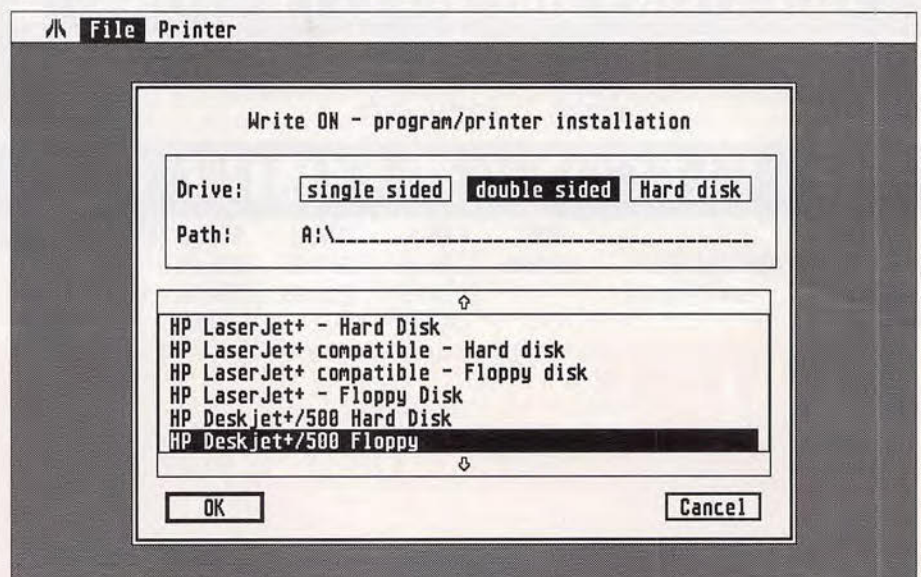 File Printer
Write ON - program/printer installation
Drive: single sided double sided Hard disk
Path: A:\______________________________________
HP LaserJet+ - Hard Disk
HP LaserJet+ compatible - Hard disk
HP LaserJet+ compatible - Floppy disk
HP LaserJet+ - Floppy Disk
HP Deskjet+/500 Hard Disk
HP Deskjet+/500 Floppy
OK Cancel